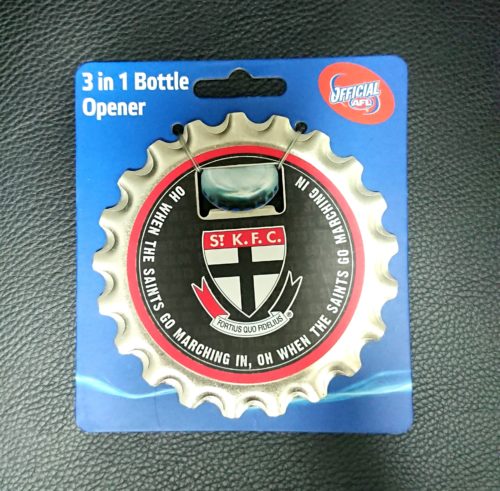 3 in 1 Bottle
Opener
OFFICIAL
AFL
OH WHEN THE SAINTS GO MARCHING IN, OH WHEN THE SAINTS GO MARCHING IN
ST K.F.C.
FORTIUS QUO FIDELIUS
®